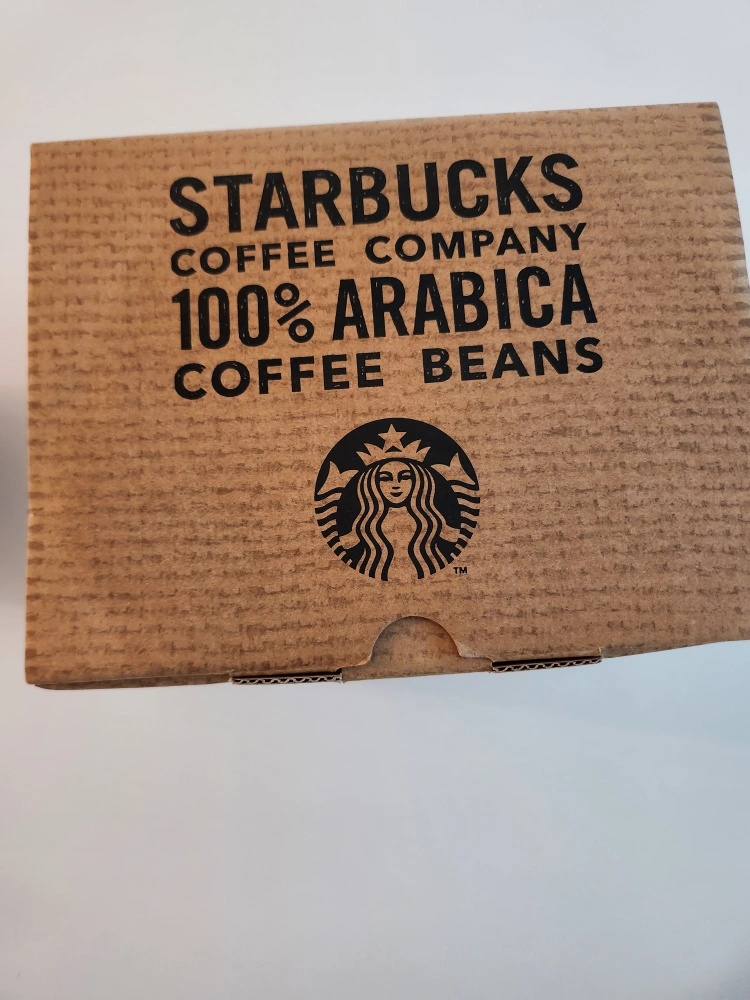 STARBUCKS
COFFEE COMPANY
100% ARABICA
COFFEE BEANS
TM